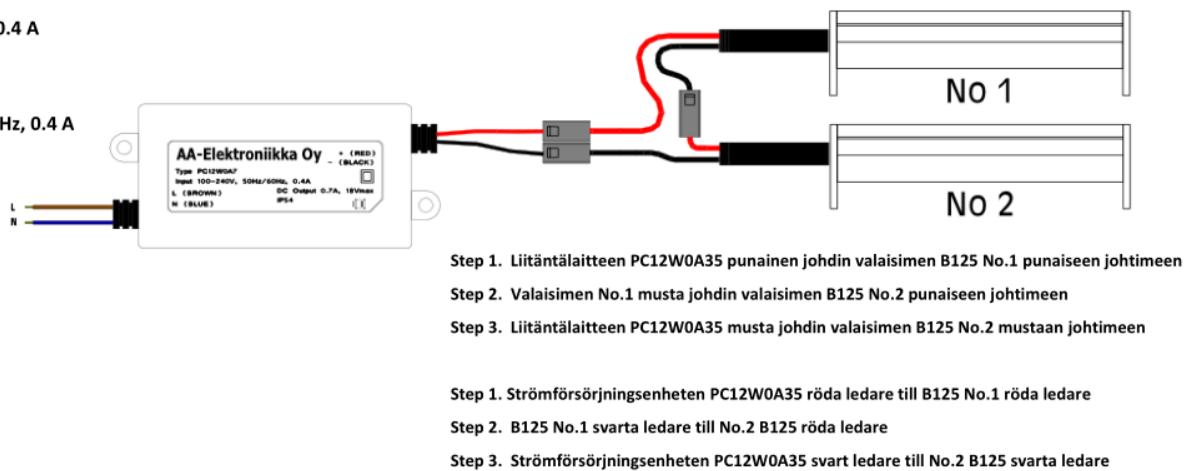 0.4 A
Hz, 0.4 A
No 1
No 2
AA-Elektroniikka Oy + (RED)
- (BLACK)
Type PC12W0A7
Input 100-240V, 50Hz/60Hz, 0.4A
L (BROWN) DC Output 0.7A, 18Vmax
N (BLUE) IP54
L
N
Step 1. Liitäntälaitteen PC12W0A35 punainen johdin valaisimen B125 No.1 punaiseen johtimeen
Step 2. Valaisimen No.1 musta johdin valaisimen B125 No.2 punaiseen johtimeen
Step 3. Liitäntälaitteen PC12W0A35 musta johdin valaisimen B125 No.2 mustaan johtimeen
Step 1. Strömförsörjningsenheten PC12W0A35 röda ledare till B125 No.1 röda ledare
Step 2. B125 No.1 svarta ledare till No.2 B125 röda ledare
Step 3. Strömförsörjningsenheten PC12W0A35 svart ledare till No.2 B125 svarta ledare